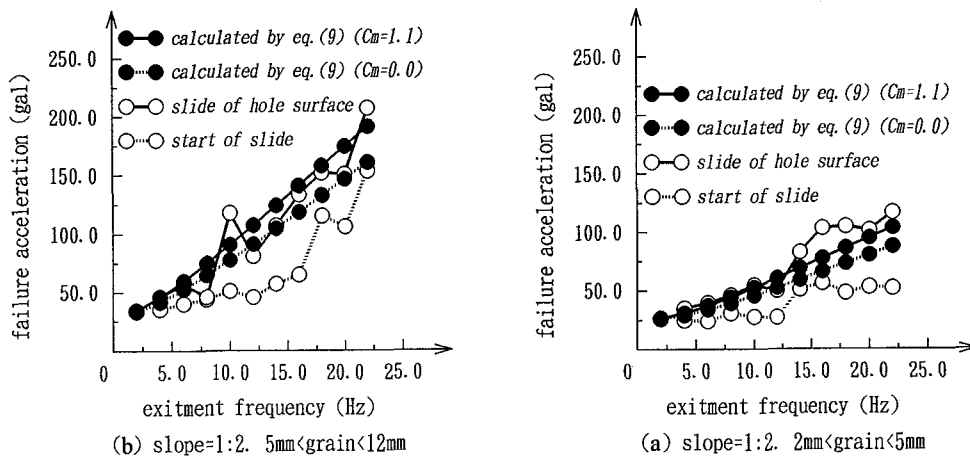 250.0
200.0
150.0
100.0
50.0
0
5.0
10.0
15.0
20.0
25.0
failure acceleration (gal)
calculated by eq.(9) (Cm=1.1)
calculated by eq.(9) (Cm=0.0)
slide of hole surface
start of slide
exitment frequency (Hz)
(b) slope=1:2. 5mm<grain<12mm
250.0
200.0
150.0
100.0
50.0
0
5.0
10.0
15.0
20.0
25.0
failure acceleration (gal)
calculated by eq.(9) (Cm=1.1)
calculated by eq.(9) (Cm=0.0)
slide of hole surface
start of slide
exitment frequency (Hz)
(a) slope=1:2. 2mm<grain<5mm